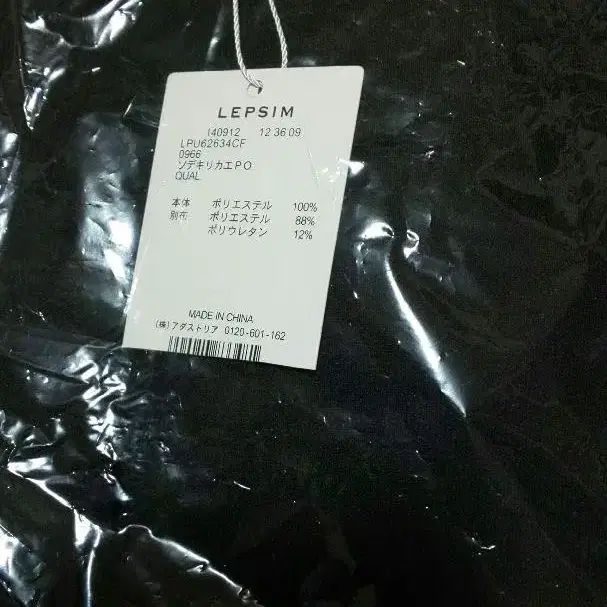 LEPSIM
140912 12 36 09
LPU62634CF
0966
ソデキリカエPO
QUAL
本体 ポリエステル 100%
別布 ポリエステル 88%
ポリウレタン 12%
MADE IN CHINA
(株)アダストリア 0120-601-162